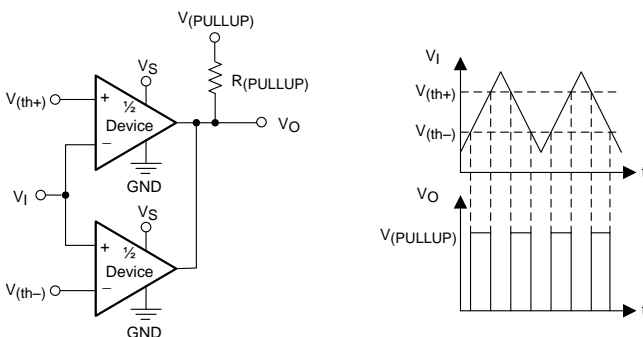 V(PULLUP)
VS
R(PULLUP)
V(th+)
+
½
Device
−
VO
GND
VI
VS
+
½
Device
V(th−)
−
GND
VI
V(th+)
V(th−)
t
VO
V(PULLUP)
t